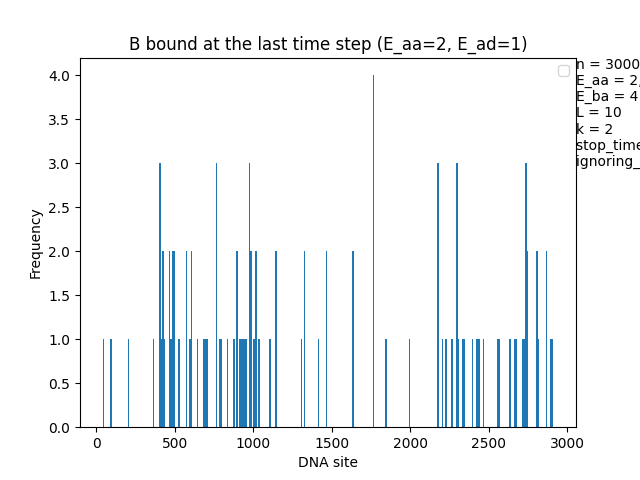 B bound at the last time step (E_aa=2, E_ad=1)
n = 3000
E_aa = 2,
E_ba = 4
L = 10
k = 2
stop_time
ignoring_
Frequency
4.0
3.5
3.0
2.5
2.0
1.5
1.0
0.5
0.0
0
500
1000
1500
2000
2500
3000
DNA site